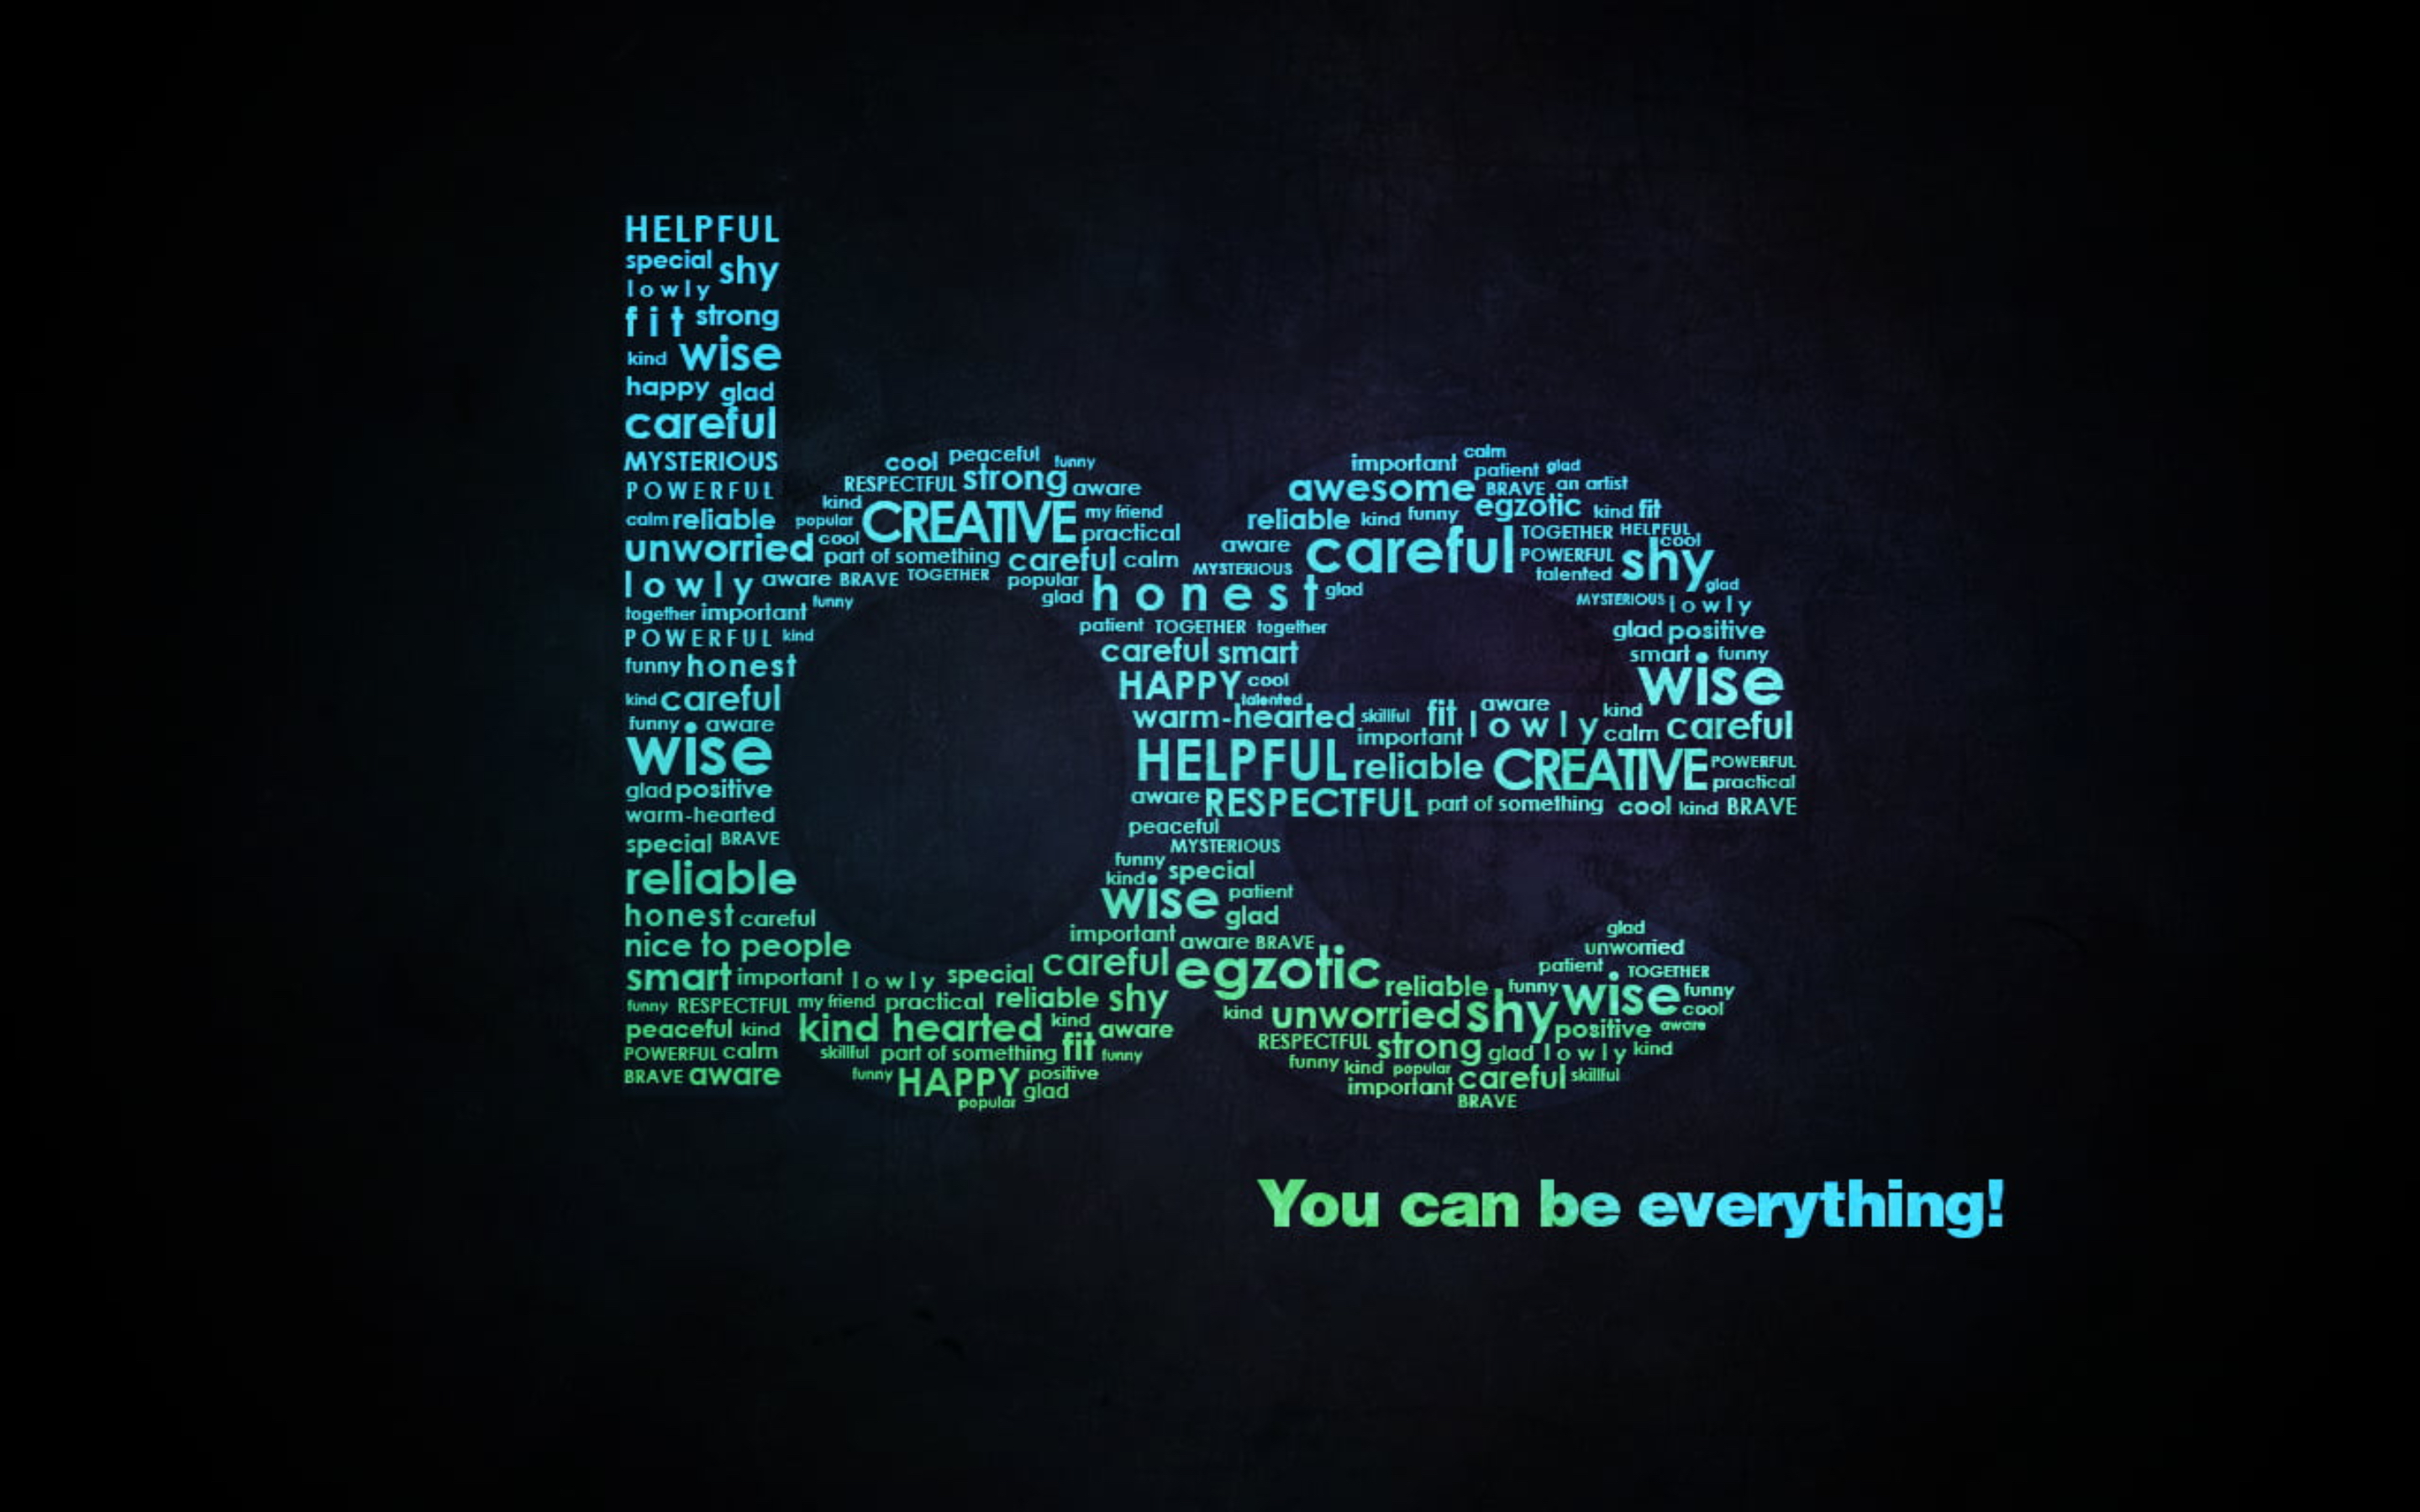 HELPFUL
special shy
lowly
fit strong
kind wise
happy glad
careful
MYSTERIOUS
POWERFUL
calm reliable
unworried
lowly aware BRAVE TOGETHER
together important funny
POWERFUL kind
funny honest
kind careful
funny aware
wise
glad positive
warm-hearted
special BRAVE
reliable
honest careful
nice to people
smart important lowly special careful
funny RESPECTFUL my friend practical reliable shy
peaceful kind kind hearted kind aware
POWERFUL calm skillful part of something fit funny
BRAVE aware funny HAPPY positive
glad
popular
cool peaceful funny
RESPECTFUL strong aware
kind CREATIVE my friend
popular cool practical
part of something careful calm
popular glad honest glad
patient TOGETHER together
careful smart
HAPPY cool
talented
warm-hearted skillful fit aware
important lowly kind calm careful
HELPFUL reliable CREATIVE POWERFUL
practical
aware RESPECTFUL part of something cool kind BRAVE
peaceful
MYSTERIOUS
funny special
kind
wise patient
glad
important aware BRAVE
important calm
patient glad
awesome BRAVE an artist
reliable kind funny egzotic kind fit
TOGETHER HELPFUL
aware careful POWERFUL cool
MYSTERIOUS talented shy glad
MYSTERIOUS lowly
glad positive
smart funny
wise
glad
unworried
patient TOGETHER
egzotic reliable funny wise funny
kind unworried shy cool
positive aware
RESPECTFUL strong glad lowly kind
funny kind popular
important careful skillful
BRAVE
You can be everything!